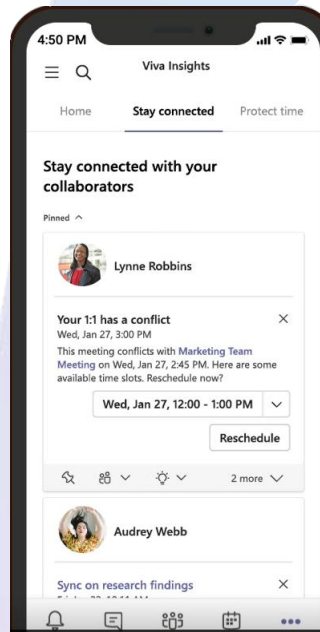 4:50 PM
Viva Insights
Home
Stay connected
Protect time
Stay connected with your
collaborators
Pinned
Lynne Robbins
Your 1:1 has a conflict
Wed, Jan 27, 3:00 PM
This meeting conflicts with Marketing Team
Meeting on Wed, Jan 27, 2:45 PM. Here are some
available time slots. Reschedule now?
Wed, Jan 27, 12:00 - 1:00 PM
Reschedule
2 more
Audrey Webb
Sync on research findings